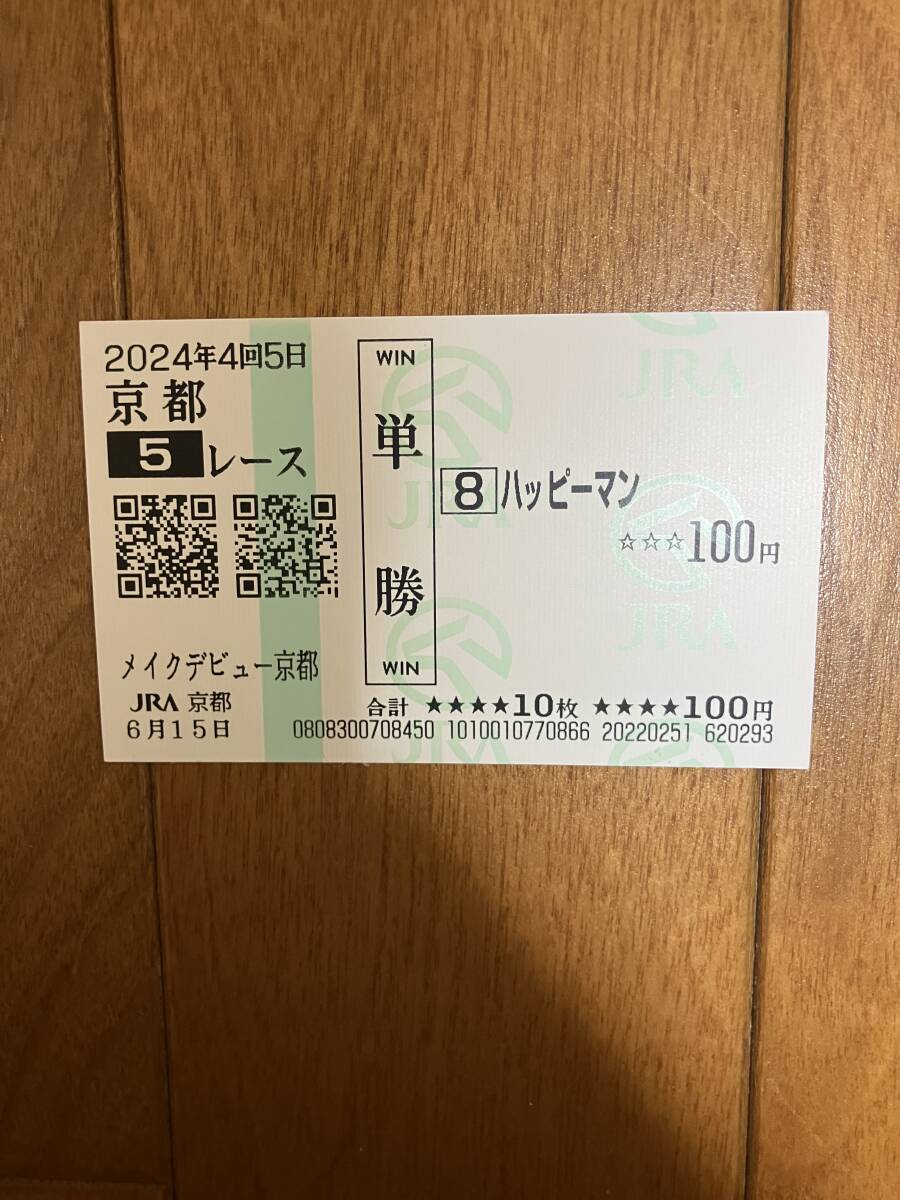 2024年4回5日
京都
5レース
メイクデビュー京都
JRA 京都
6月15日
WIN
単勝
WIN
8 ハッピーマン
☆☆☆100円
合計 ★★★★10枚 ★★★★100円
0808300708450 1010010770866 20220251 620293
JRA
JRA
JRA
JRA